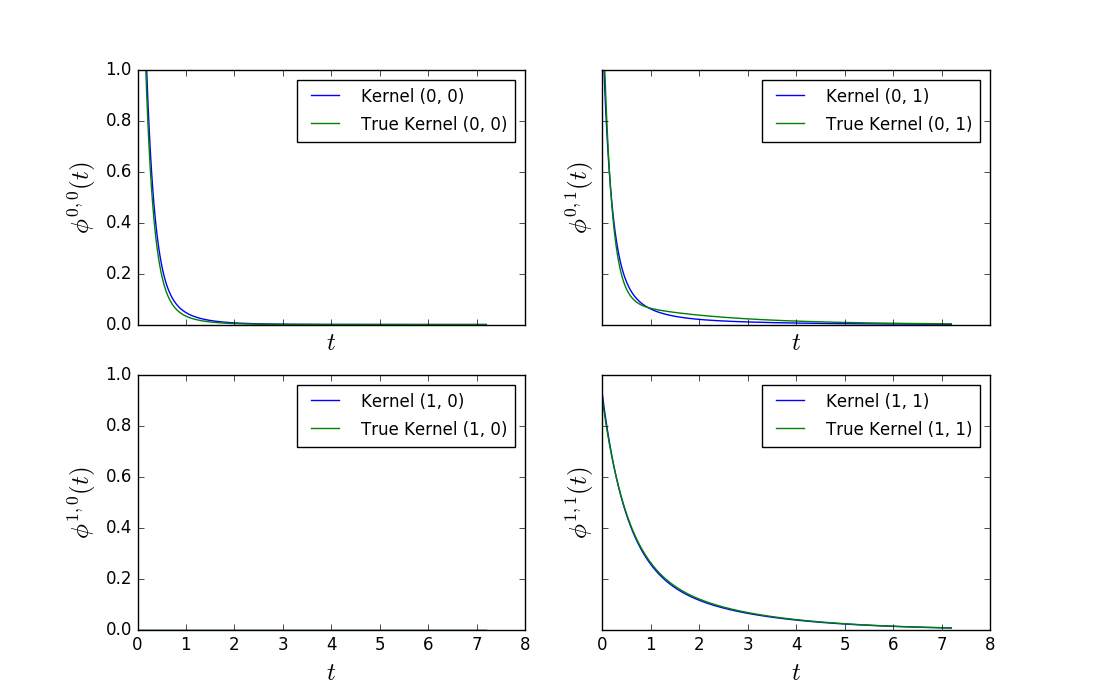 1.0
0.8
0.6
0.4
0.2
0.0
ϕ^{0,0}(t)
Kernel (0, 0)
True Kernel (0, 0)
t
ϕ^{0,1}(t)
Kernel (0, 1)
True Kernel (0, 1)
t
1.0
0.8
0.6
0.4
0.2
0.0
ϕ^{1,0}(t)
Kernel (1, 0)
True Kernel (1, 0)
0 1 2 3 4 5 6 7 8
t
ϕ^{1,1}(t)
Kernel (1, 1)
True Kernel (1, 1)
0 1 2 3 4 5 6 7 8
t